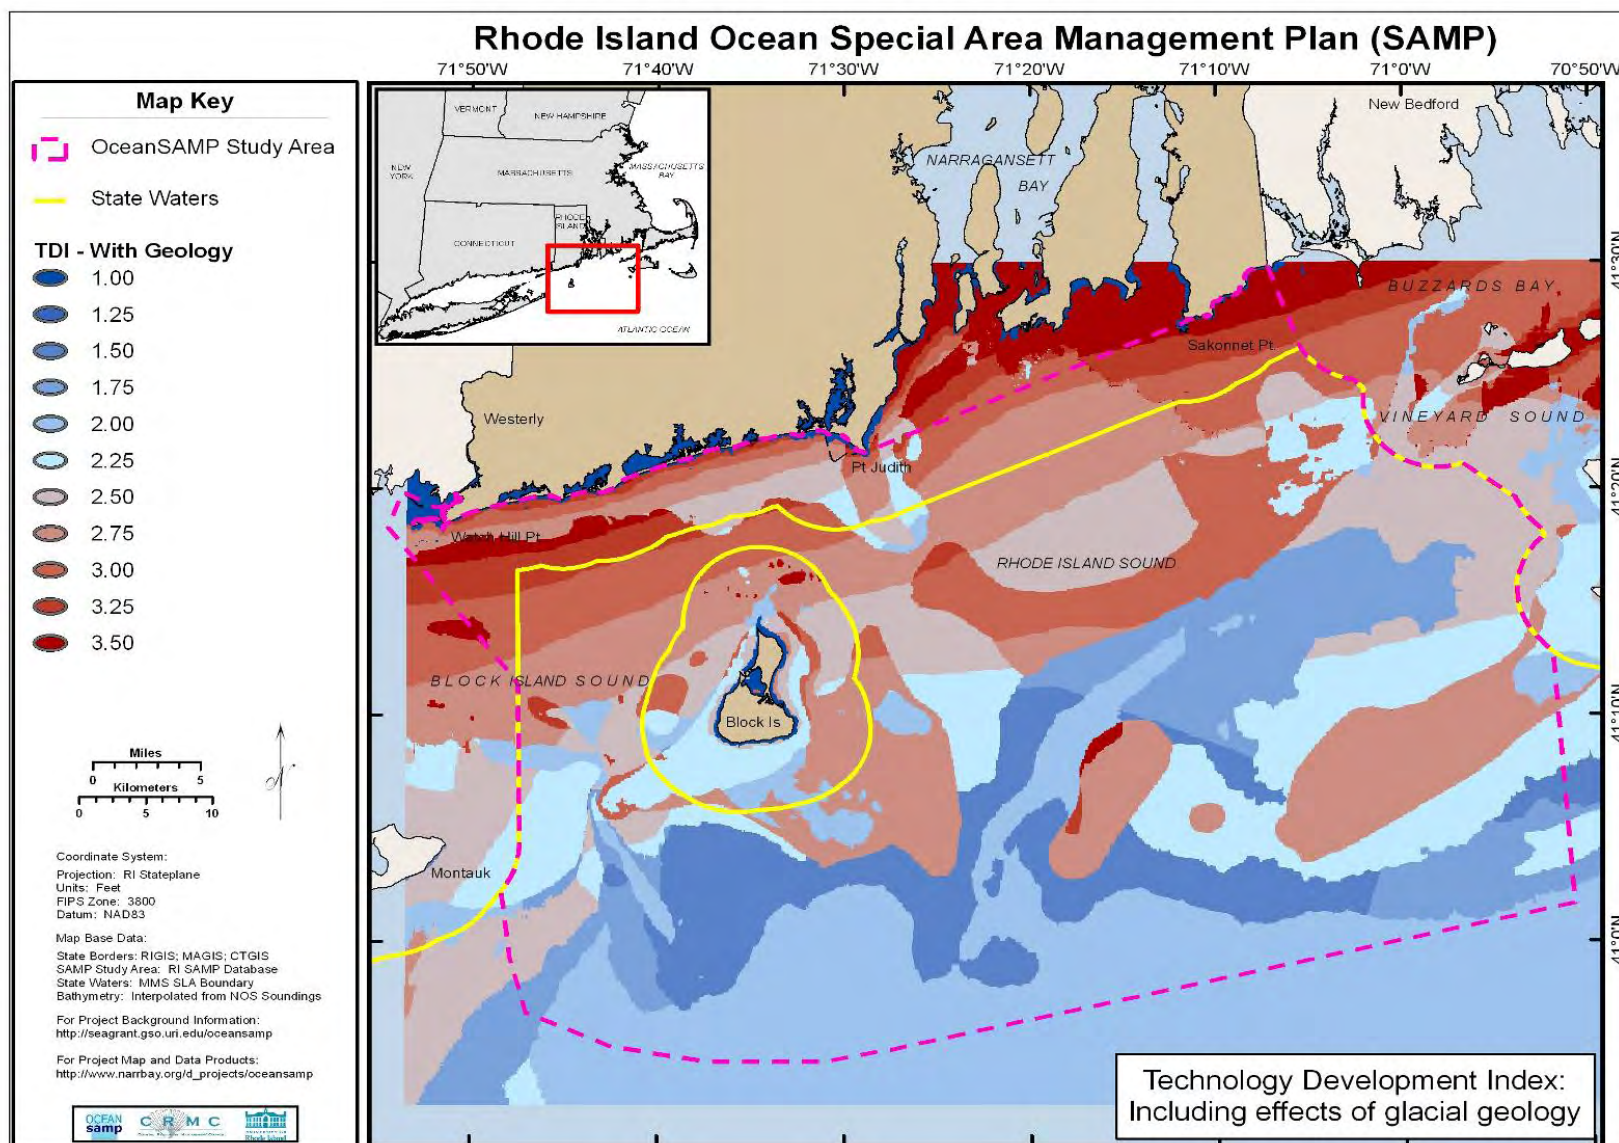 Rhode Island Ocean Special Area Management Plan (SAMP)
71°50'W
71°40'W
71°30'W
71°20'W
71°10'W
71°0'W
70°50'W
Map Key
OceanSAMP Study Area
State Waters
TDI - With Geology
1.00
1.25
1.50
1.75
2.00
2.25
2.50
2.75
3.00
3.25
3.50
Miles
0 5
Kilometers
0 5 10
N
Coordinate System:
Projection: RI Stateplane
Units: Feet
FIPS Zone: 3800
Datum: NAD83
Map Base Data:
State Borders: RIGIS; MAGIS; CTGIS
SAMP Study Area: RI SAMP Database
State Waters: MMS SLA Boundary
Bathymetry: Interpolated from NOS Soundings
For Project Background Information:
http://seagrant.gso.uri.edu/oceansamp
For Project Map and Data Products:
http://www.narrbay.org/d_projects/oceansamp
OCEAN
samp
CRMC
Rhode Island
VERMONT
NEW HAMPSHIRE
NEW
YORK
MASSACHUSETTS
MASSACHUSETTS
BAY
RHODE
ISLAND
CONNECTICUT
ATLANTIC OCEAN
New Bedford
NARRAGANSETT
BAY
BUZZARDS BAY
Sakonnet Pt.
VINEYARD SOUND
Westerly
Pt Judith
Watch Hill Pt.
RHODE ISLAND SOUND
BLOCK ISLAND SOUND
Block Is
Montauk
41°30'N
41°20'N
41°10'N
41°0'N
Technology Development Index:
Including effects of glacial geology